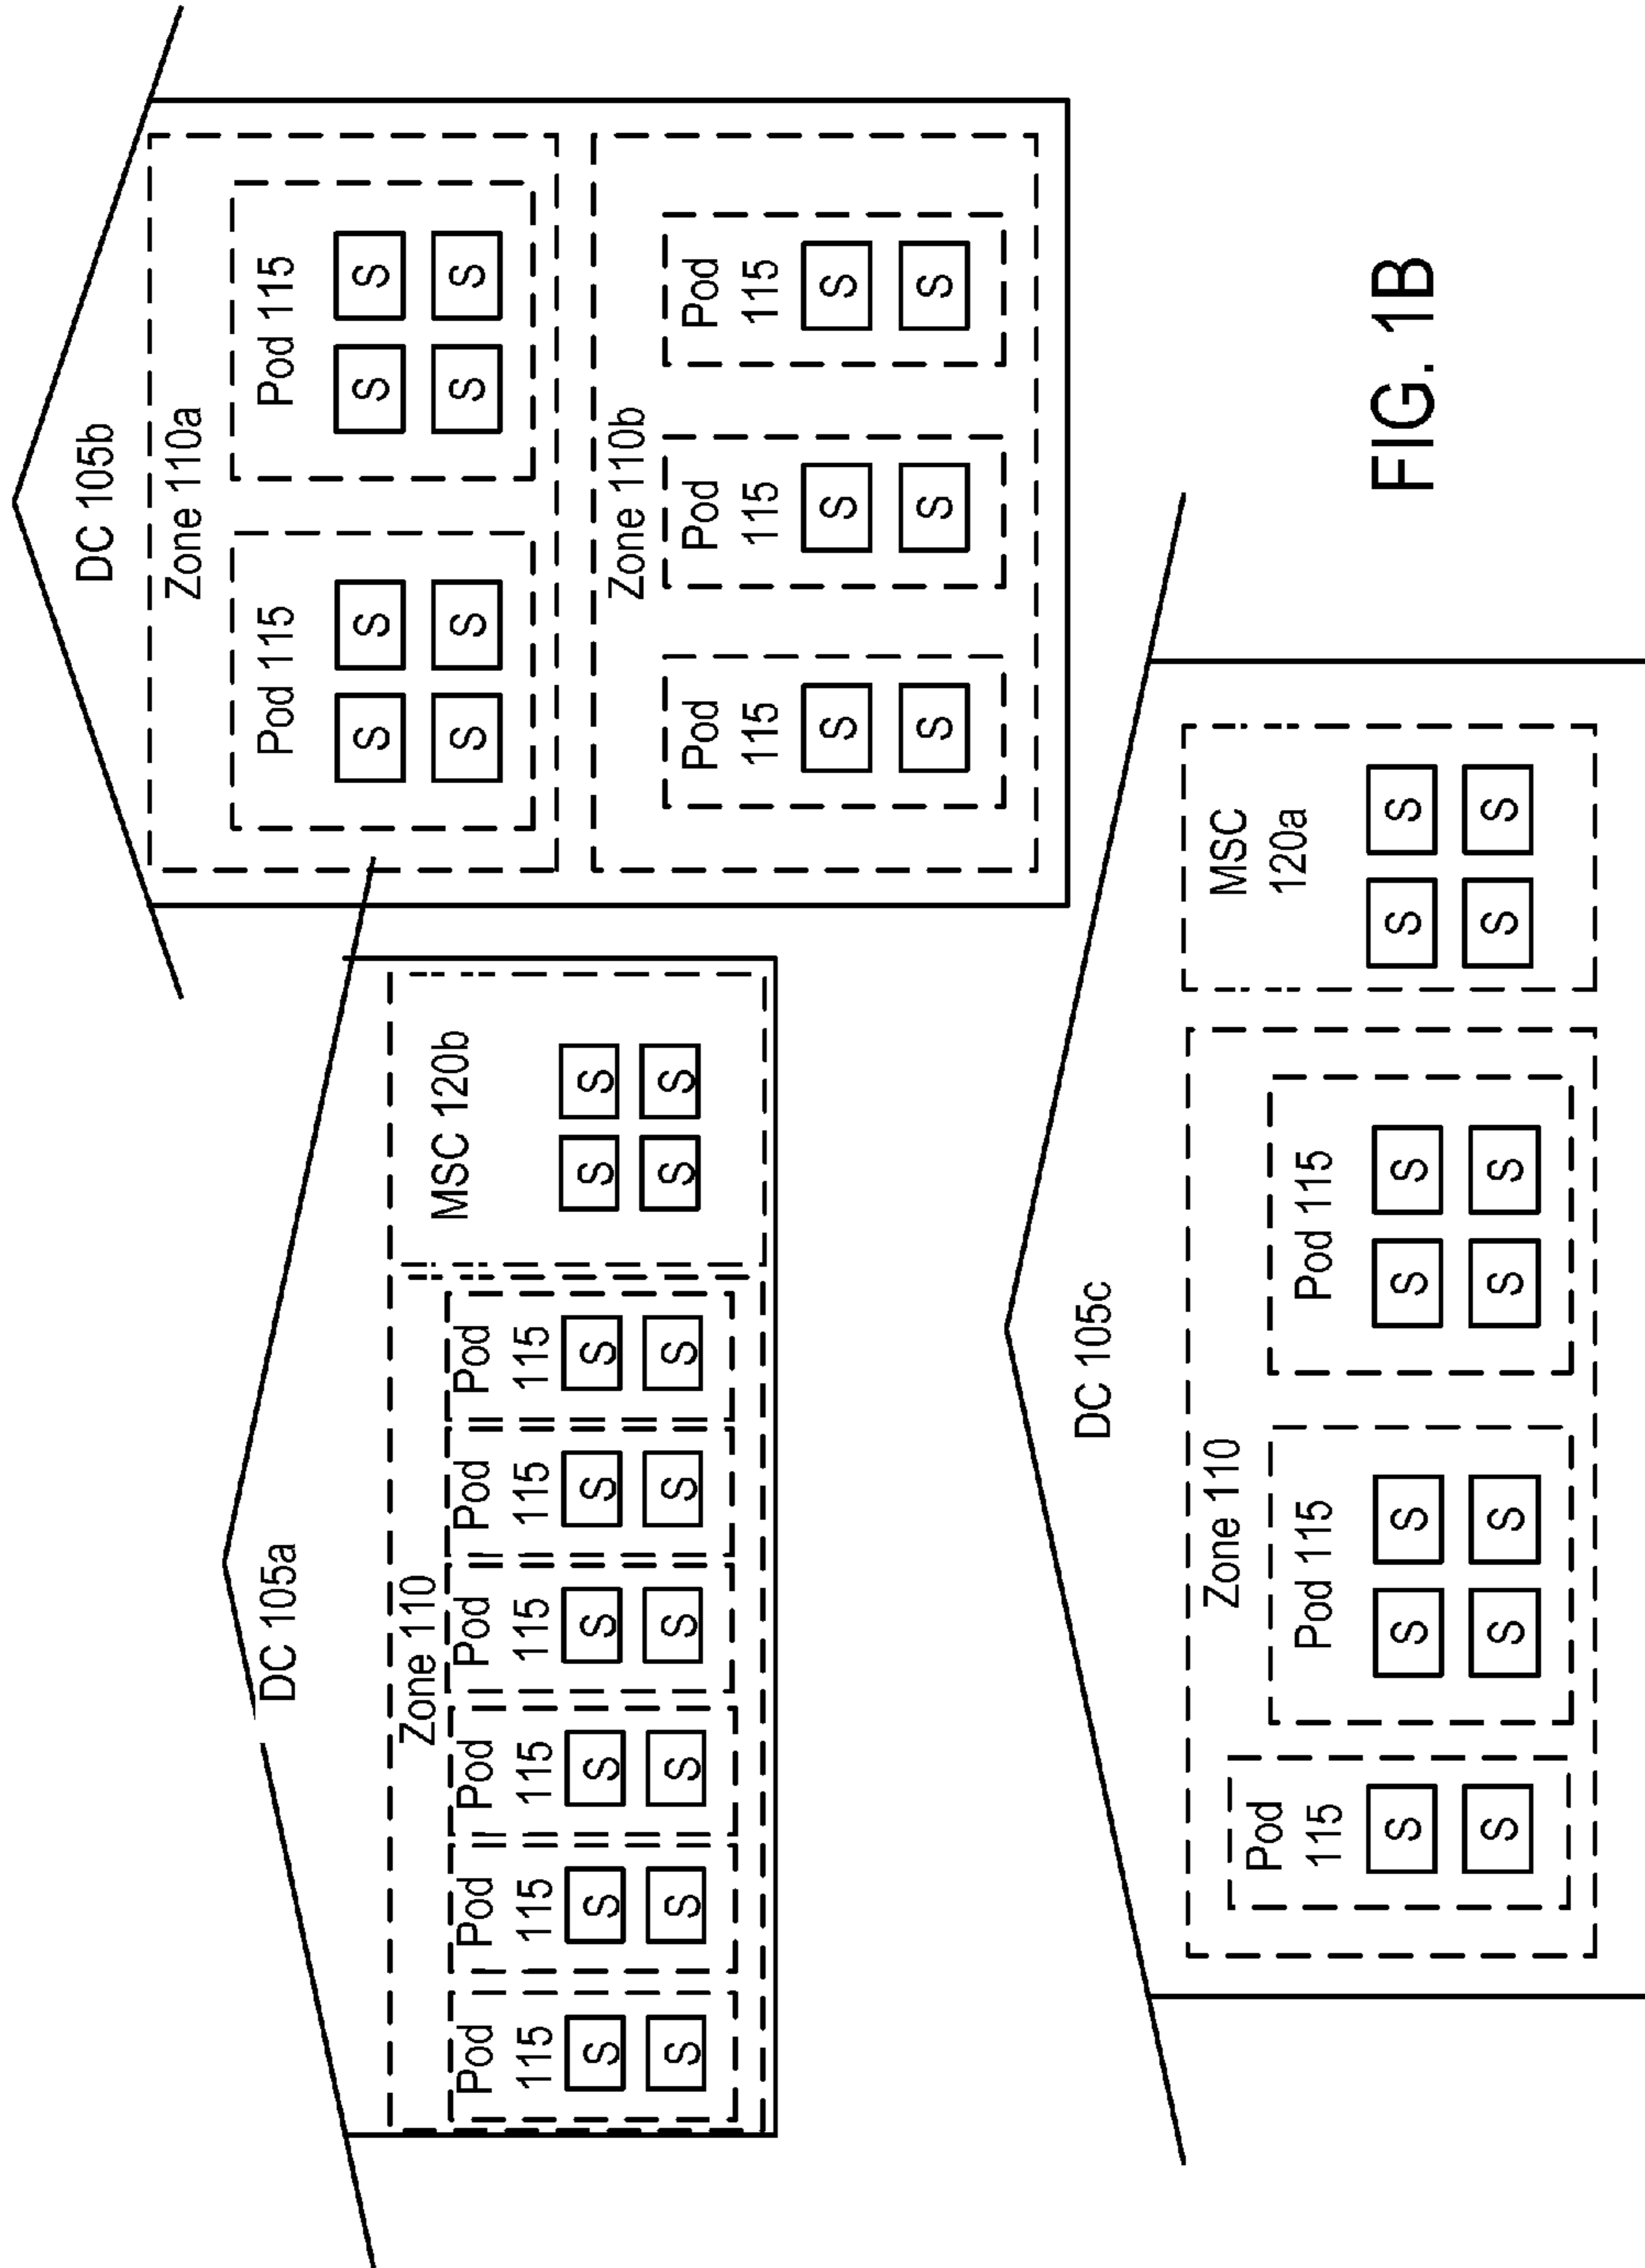 DC 105a
Zone 110
Pod
115
S
S
Pod
115
S
S
Pod
115
S
S
Pod
115
S
S
Pod
115
S
S
Pod
115
S
S
MSC 120b
S S
S S
DC 105b
Zone 110a
Pod 115
S S
S S
Pod 115
S S
S S
Zone 110b
Pod
115
S
S
Pod
115
S
S
Pod
115
S
S
DC 105c
Zone 110
Pod
115
S
S
Pod 115
S S
S S
Pod 115
S S
S S
MSC
120a
S S
S S
FIG. 1B